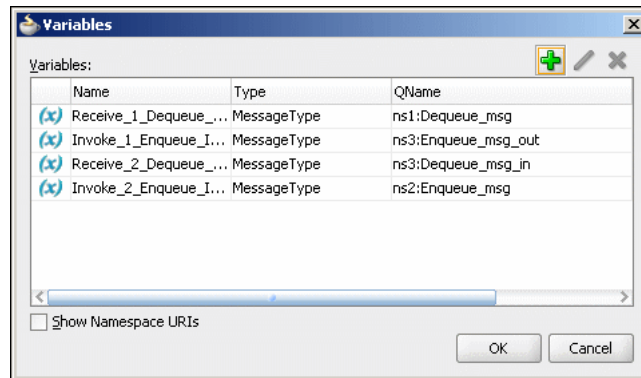 Variables
Variables:
Name Type QName
(x) Receive_1_Dequeue_... MessageType ns1:Dequeue_msg
(x) Invoke_1_Enqueue_I... MessageType ns3:Enqueue_msg_out
(x) Receive_2_Dequeue_... MessageType ns3:Dequeue_msg_in
(x) Invoke_2_Enqueue_I... MessageType ns2:Enqueue_msg
Show Namespace URIs
OK Cancel